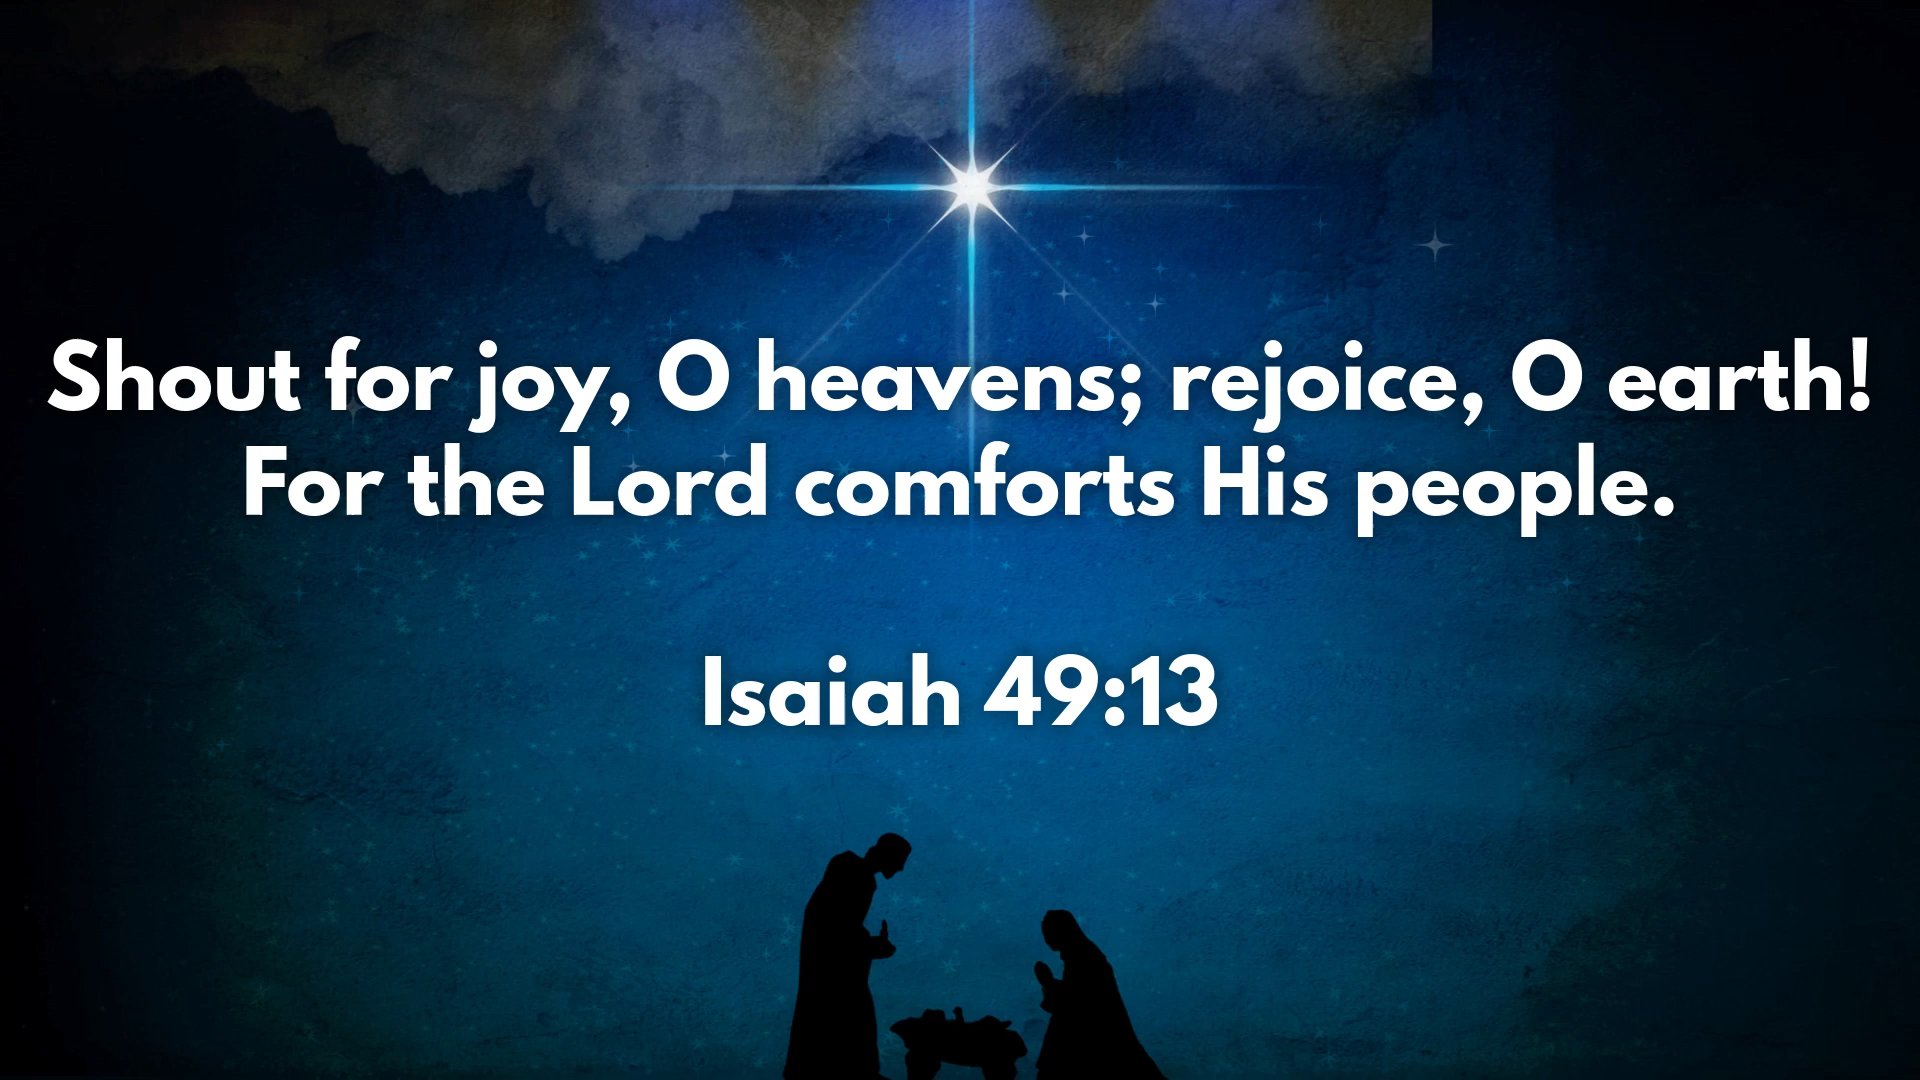 Shout for joy, O heavens; rejoice, O earth!
For the Lord comforts His people.
Isaiah 49:13